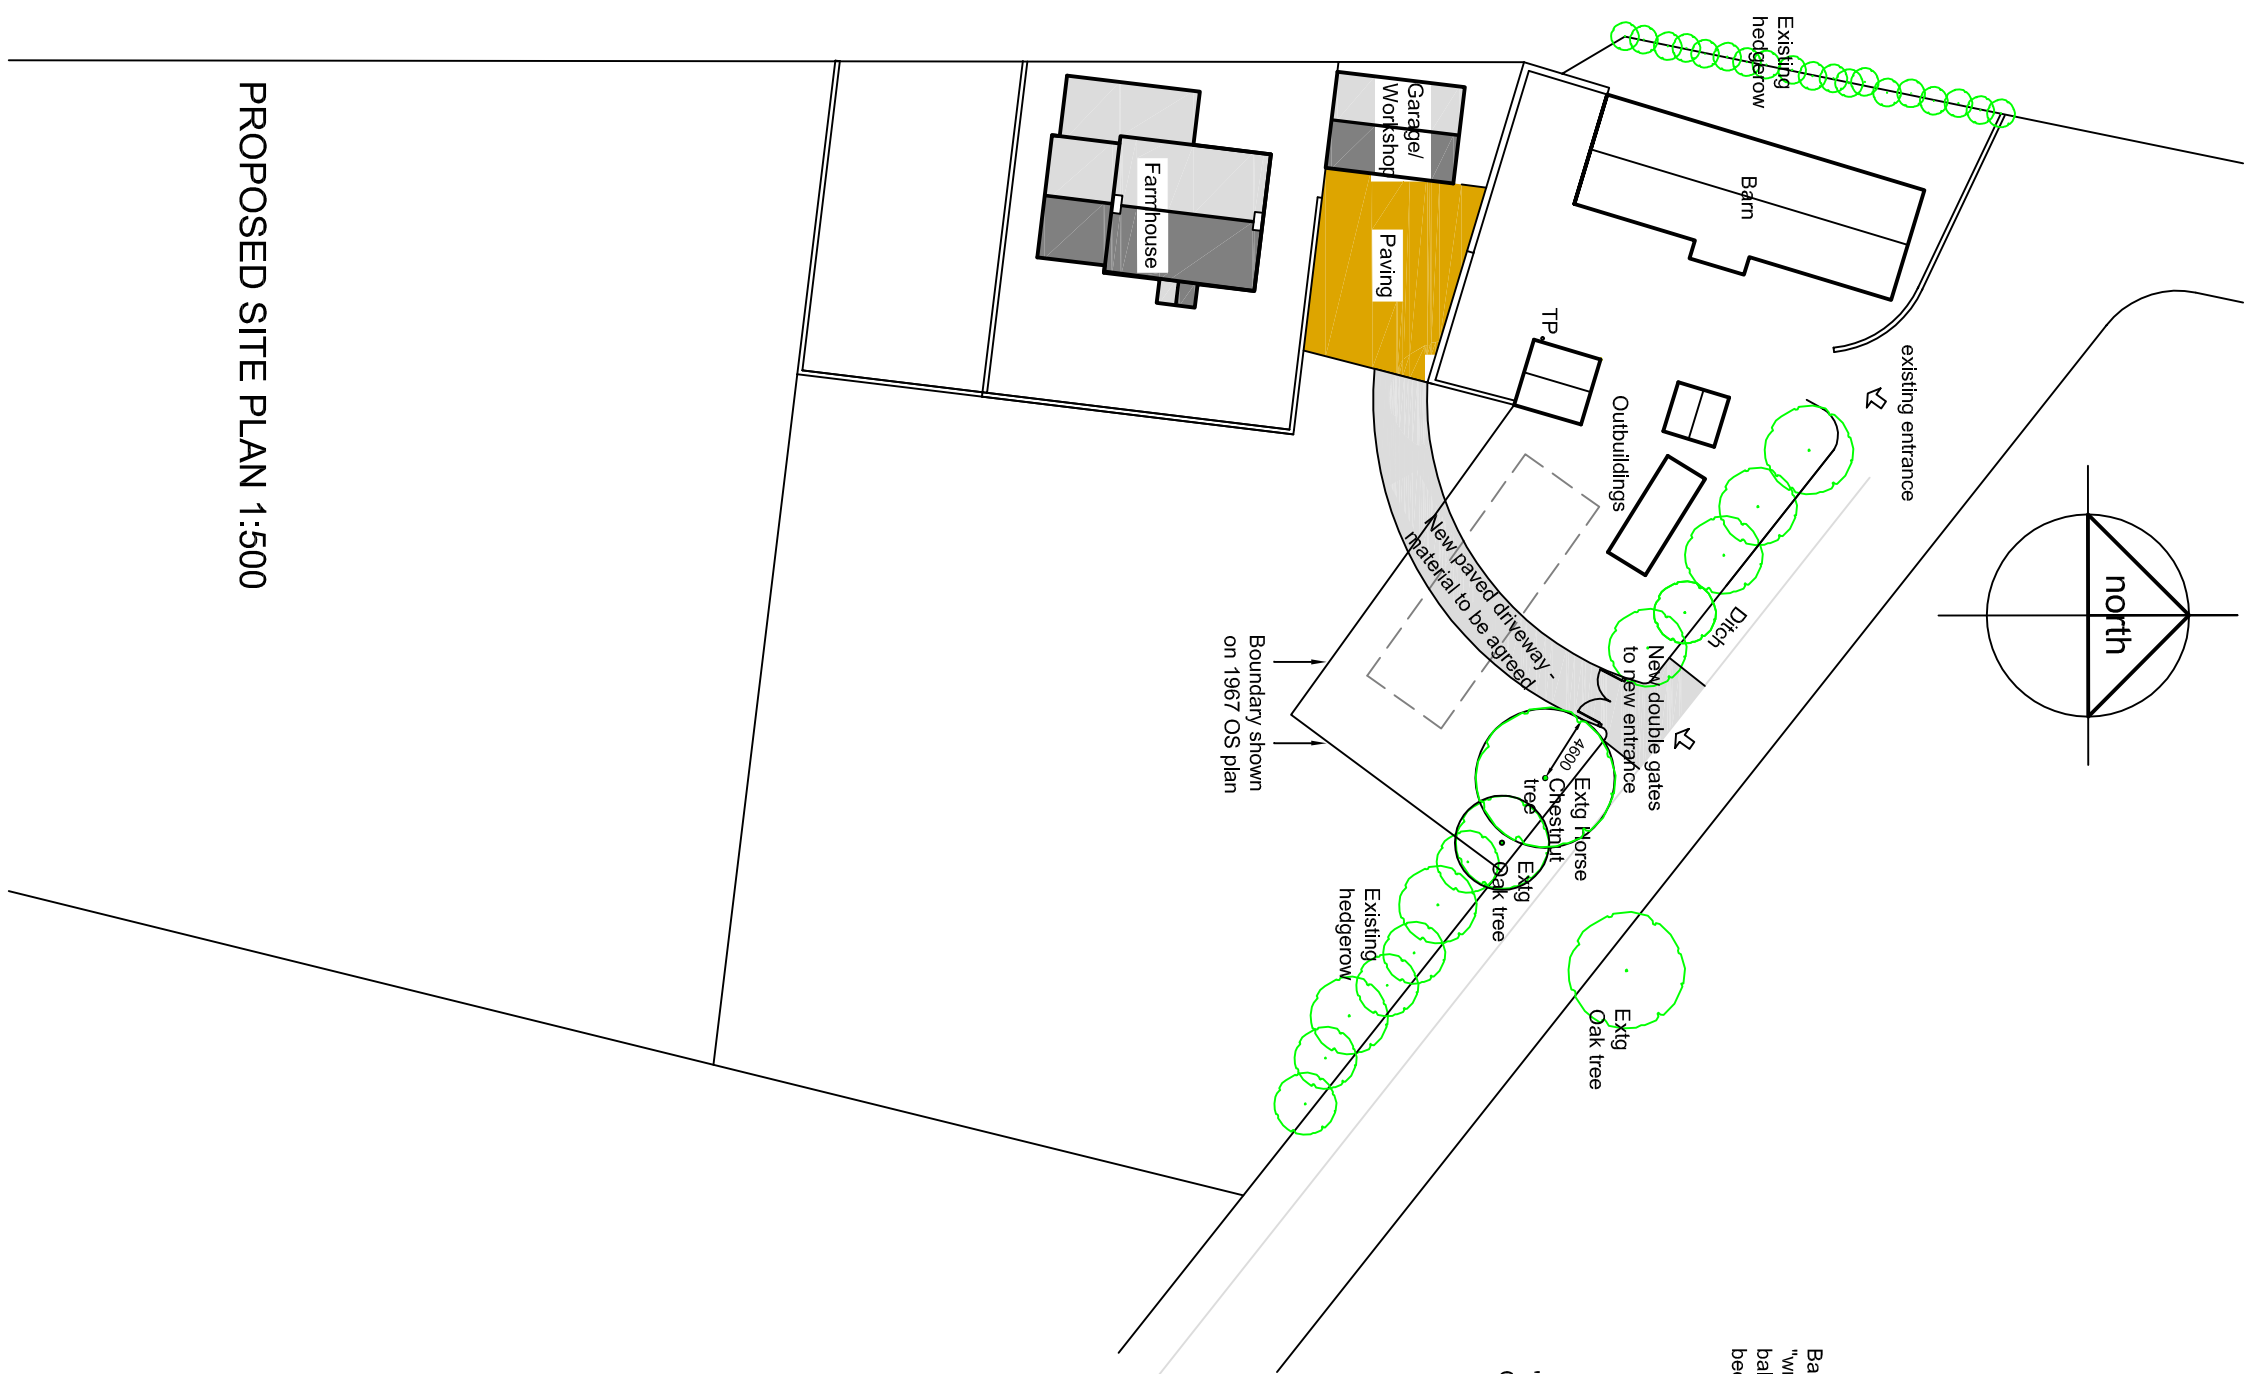 PROPOSED SITE PLAN 1:500
Existing
hedgerow
Garage/
Workshop
Farmhouse
Barn
Paving
TP
existing entrance
Outbuildings
north
New paved driveway -
material to be agreed
Ditch
New double gates
to new entrance
Boundary shown
on 1967 OS plan
4600
Extg Horse
Chestnut
tree
Extg
Oak tree
Existing
hedgerow
Extg
Oak tree